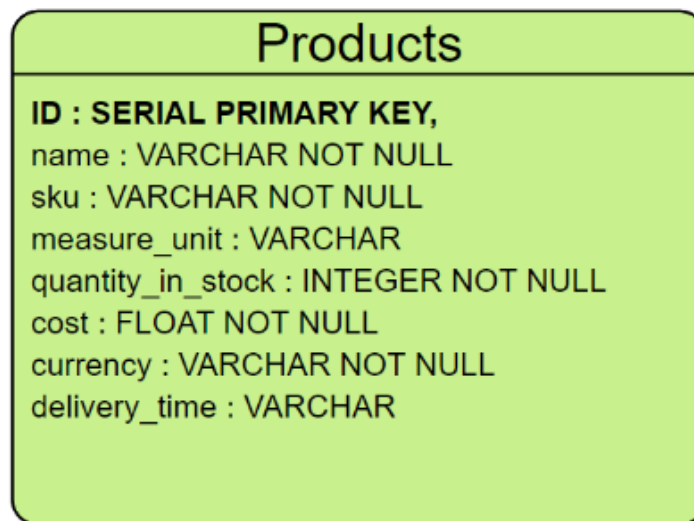 Products
ID : SERIAL PRIMARY KEY,
name : VARCHAR NOT NULL
sku : VARCHAR NOT NULL
measure_unit : VARCHAR
quantity_in_stock : INTEGER NOT NULL
cost : FLOAT NOT NULL
currency : VARCHAR NOT NULL
delivery_time : VARCHAR